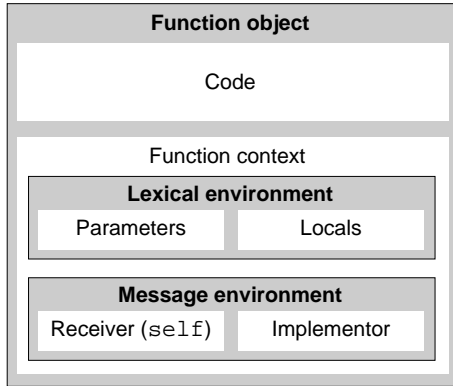 Function object
Code
Function context
Lexical environment
Parameters Locals
Message environment
Receiver (self) Implementor